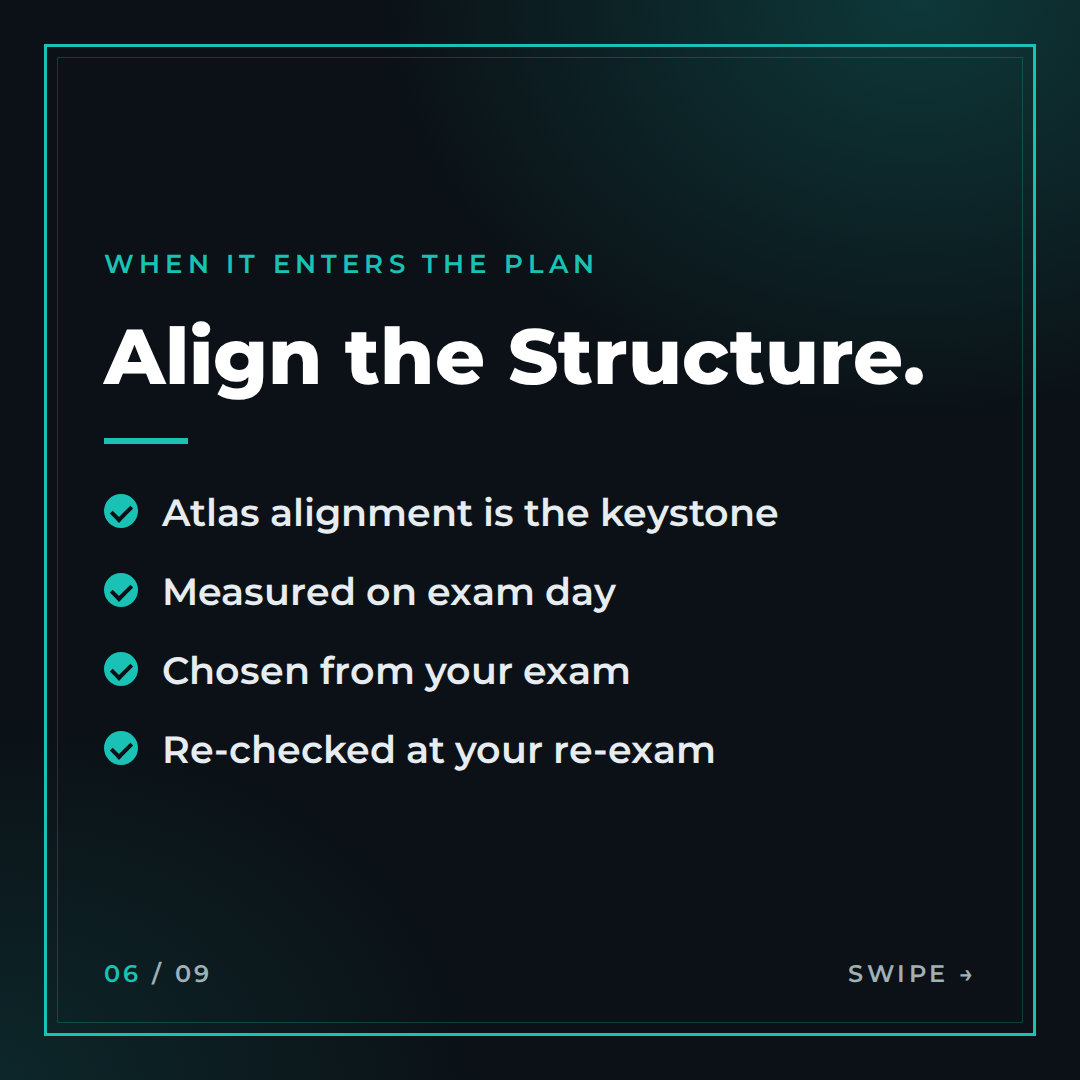 WHEN IT ENTERS THE PLAN
Align the Structure.
Atlas alignment is the keystone
Measured on exam day
Chosen from your exam
Re-checked at your re-exam
06 / 09
SWIPE →